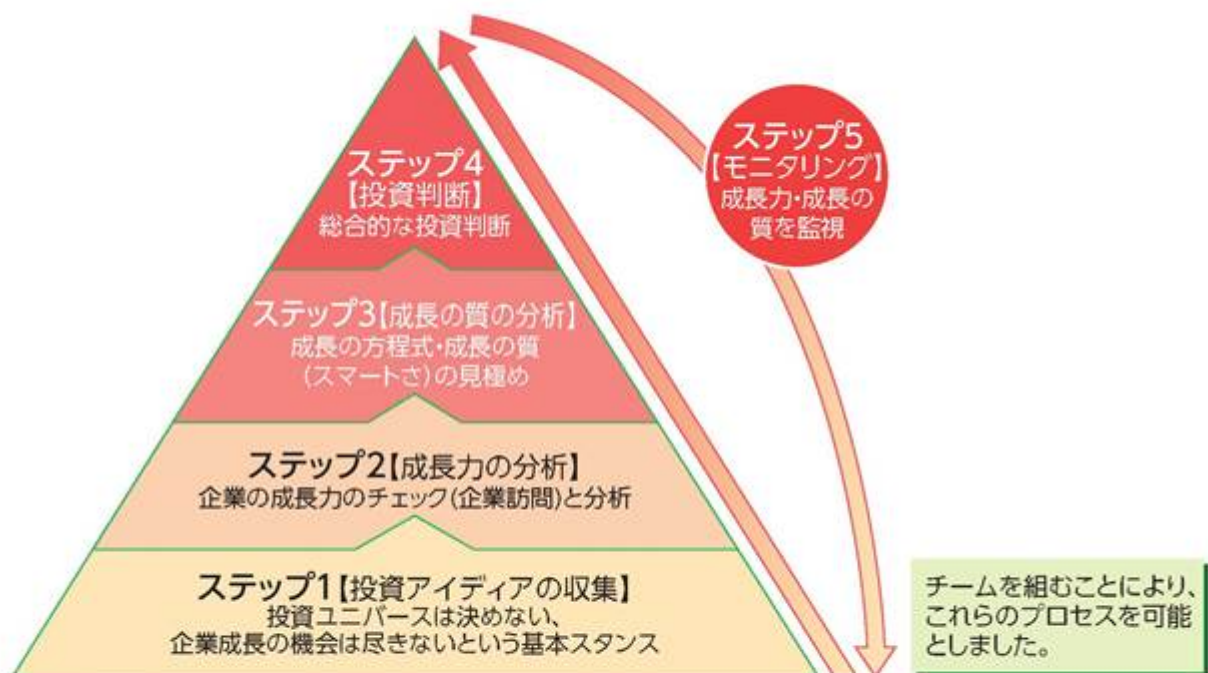 ステップ4
【投資判断】
総合的な投資判断
ステップ5
【モニタリング】
成長力・成長の
質を監視
ステップ3【成長の質の分析】
成長の方程式・成長の質
(スマートさ)の見極め
ステップ2【成長力の分析】
企業の成長力のチェック(企業訪問)と分析
ステップ1【投資アイディアの収集】
投資ユニバースは決めない、
企業成長の機会は尽きないという基本スタンス
チームを組むことにより、
これらのプロセスを可能
としました。